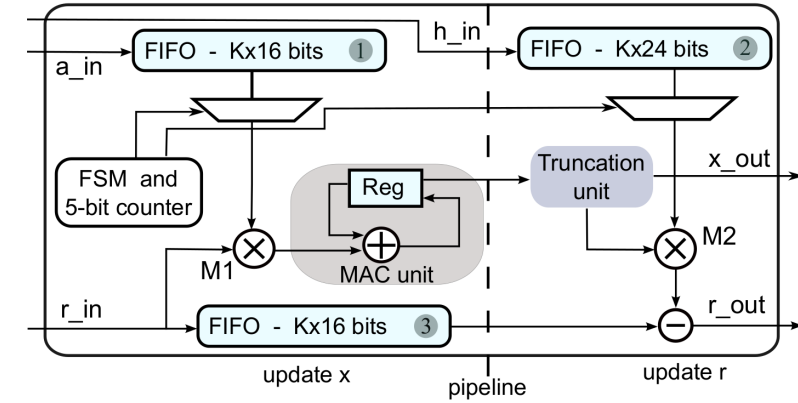 h_in
FIFO - Kx16 bits 1
FIFO - Kx24 bits 2
a_in
FSM and
5-bit counter
Reg
Truncation
unit
x_out
M1
MAC unit
M2
r_in
FIFO - Kx16 bits 3
r_out
update x
pipeline
update r